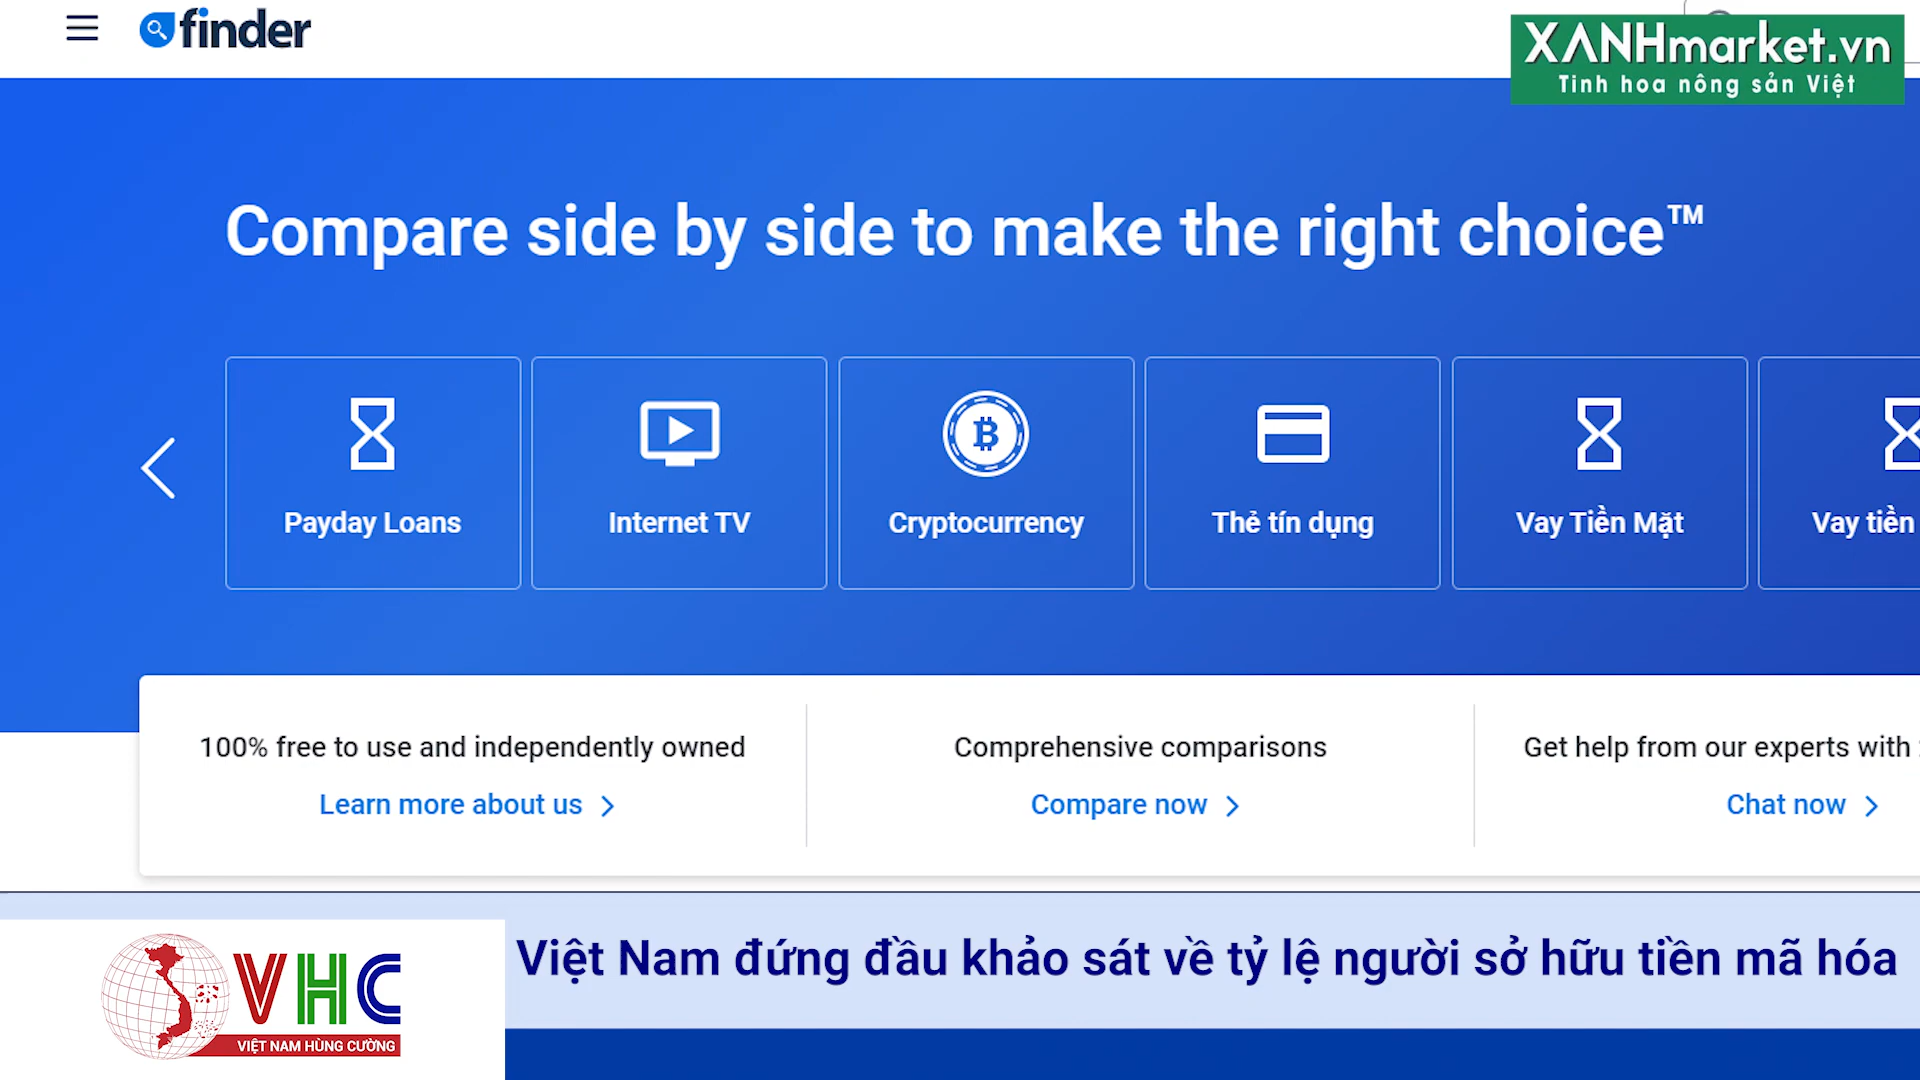 finder
XANHmarket.vn
Tinh hoa nông sản Việt
Compare side by side to make the right choice™
Payday Loans
Internet TV
Cryptocurrency
Thẻ tín dụng
Vay Tiền Mặt
Vay tiền
100% free to use and independently owned
Learn more about us
Comprehensive comparisons
Compare now
Get help from our experts with
Chat now
VHC
VIỆT NAM HÙNG CƯỜNG
Việt Nam đứng đầu khảo sát về tỷ lệ người sở hữu tiền mã hóa